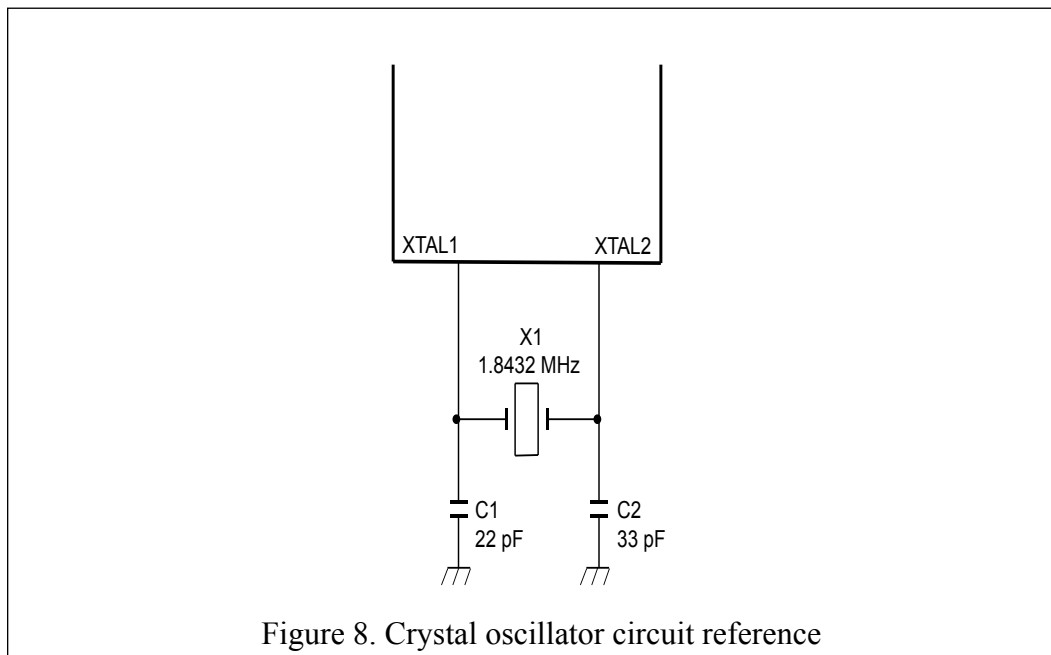 XTAL1
XTAL2
X1
1.8432 MHz
C1
22 pF
C2
33 pF
Figure 8. Crystal oscillator circuit reference